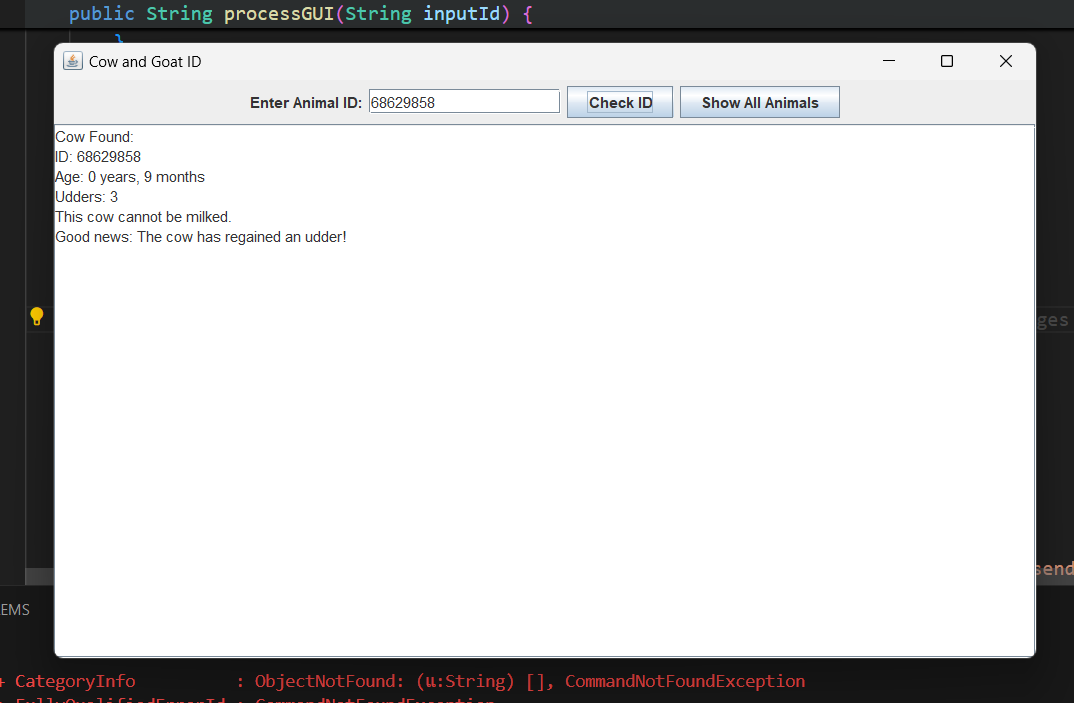 public String processGUI(String inputId) {
}
Cow and Goat ID
Enter Animal ID: 68629858 Check ID Show All Animals
Cow Found:
ID: 68629858
Age: 0 years, 9 months
Udders: 3
This cow cannot be milked.
Good news: The cow has regained an udder!
ges
send
EMS
+ CategoryInfo : ObjectNotFound: (แ:String) [], CommandNotFoundException